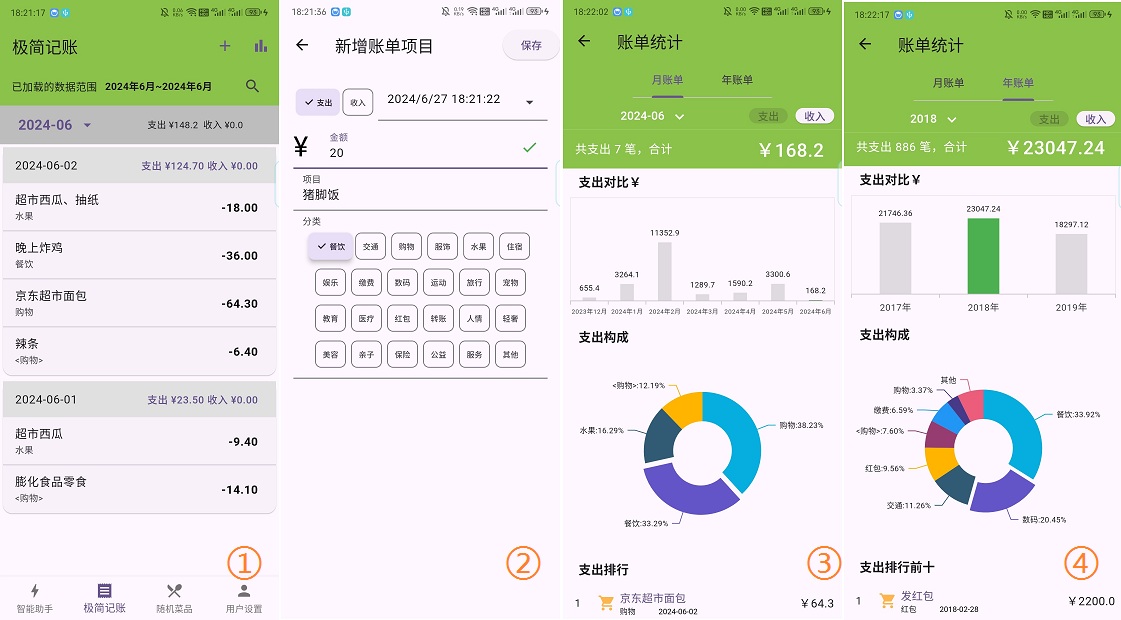 18:21:17
极简记账
已加载的数据范围 2024年6月~2024年6月
2024-06 支出 ¥148.2 收入 ¥0.0
2024-06-02 支出 ¥124.70 收入 ¥0.00
超市西瓜、抽纸
水果
-18.00
晚上炸鸡
餐饮
-36.00
京东超市面包
购物
-64.30
辣条
<购物>
-6.40
2024-06-01 支出 ¥23.50 收入 ¥0.00
超市西瓜
水果
-9.40
膨化食品零食
<购物>
-14.10
①
智能助手 极简记账 随机菜品 用户设置
18:21:36
新增账单项目 保存
支出 收入 2024/6/27 18:21:22
¥ 金额
20
项目
猪脚饭
分类
餐饮 交通 购物 服饰 水果 住宿
娱乐 缴费 数码 运动 旅行 宠物
教育 医疗 红包 转账 人情 轻奢
美容 亲子 保险 公益 服务 其他
②
18:22:02
账单统计
月账单 年账单
2024-06 支出 收入
共支出 7 笔，合计 ¥168.2
支出对比¥
655.4 3264.1 11352.9 1289.7 1590.2 3300.6 168.2
2023年12月 2024年1月 2024年2月 2024年3月 2024年4月 2024年5月 2024年6月
支出构成
<购物>:12.19%
水果:16.29%
购物:38.23%
餐饮:33.29%
③
支出排行
1 京东超市面包
购物 2024-06-02
¥64.3
18:22:17
账单统计
月账单 年账单
2018 支出 收入
共支出 886 笔，合计 ¥23047.24
支出对比¥
21746.36 23047.24 18297.12
2017年 2018年 2019年
支出构成
其他
购物:3.37%
缴费:6.59%
<购物>:7.60%
红包:9.56%
交通:11.26%
餐饮:33.92%
数码:20.45%
④
支出排行前十
1 发红包
红包 2018-02-28
¥2200.0